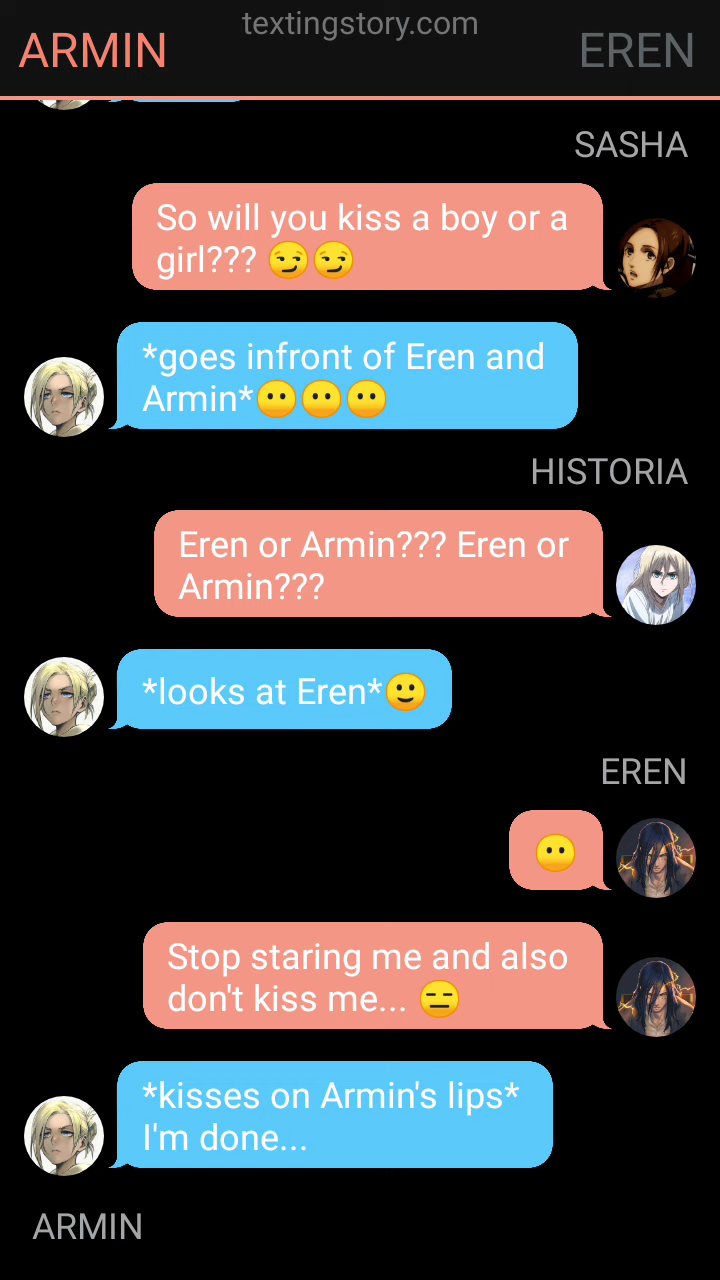 textingstory.com
ARMIN
EREN
SASHA
So will you kiss a boy or a
girl??? 😏😏
*goes infront of Eren and
Armin*😶😶😶
HISTORIA
Eren or Armin??? Eren or
Armin???
*looks at Eren*🙂
EREN
😶
Stop staring me and also
don't kiss me... 😑
*kisses on Armin's lips*
I'm done...
ARMIN